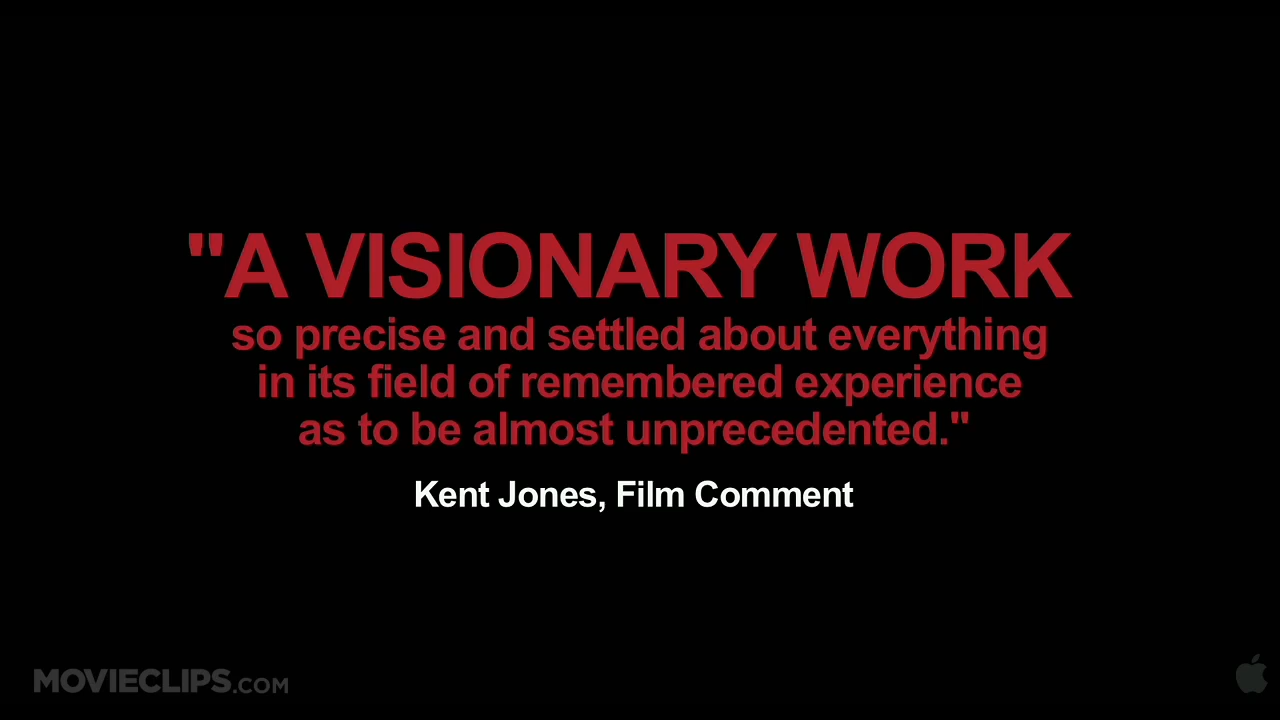 "A VISIONARY WORK
so precise and settled about everything
in its field of remembered experience
as to be almost unprecedented."
Kent Jones, Film Comment
MOVIECLIPS.COM